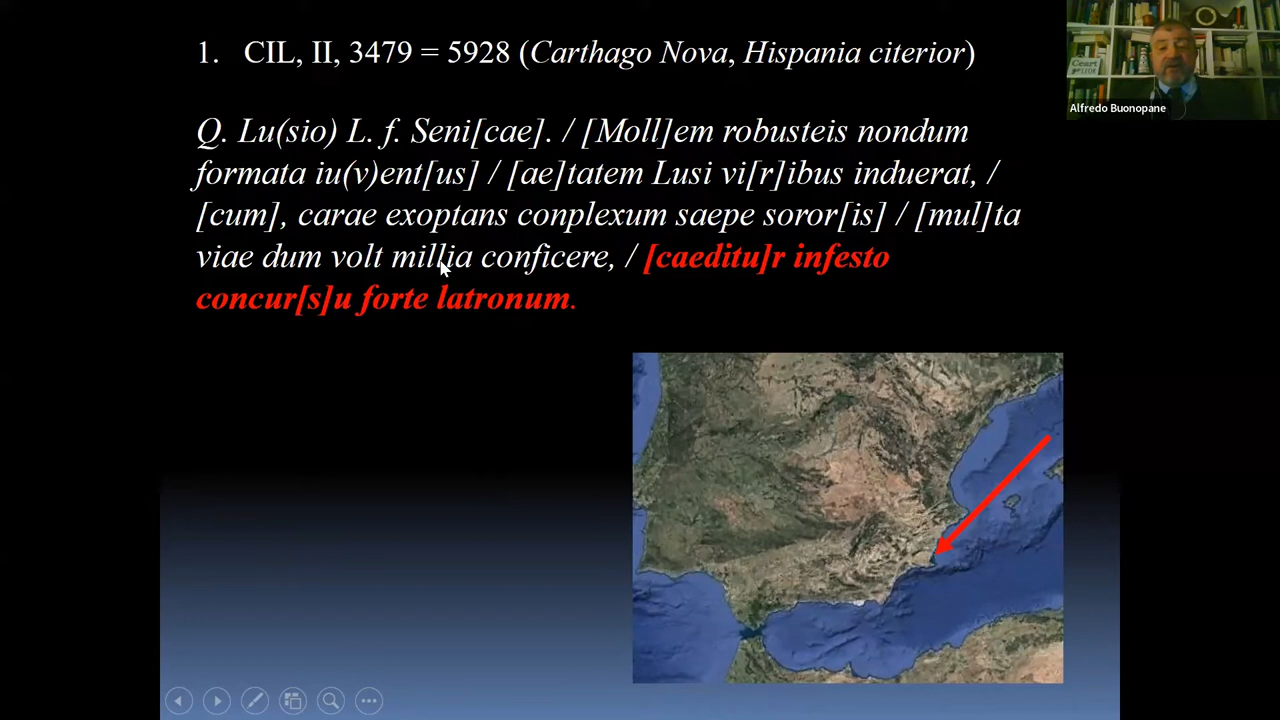 1. CIL, II, 3479 = 5928 (Carthago Nova, Hispania citerior)
Q. Lu(sio) L. f. Seni[cae]. / [Moll]em robusteis nondum
formata iu(v)ent[us] / [ae]tatem Lusi vi[r]ibus induerat, /
[cum], carae exoptans conplexum saepe soror[is] / [mul]ta
viae dum volt millia conficere, / [caeditu]r infesto
concur[s]u forte latronum.
Alfredo Buonopane